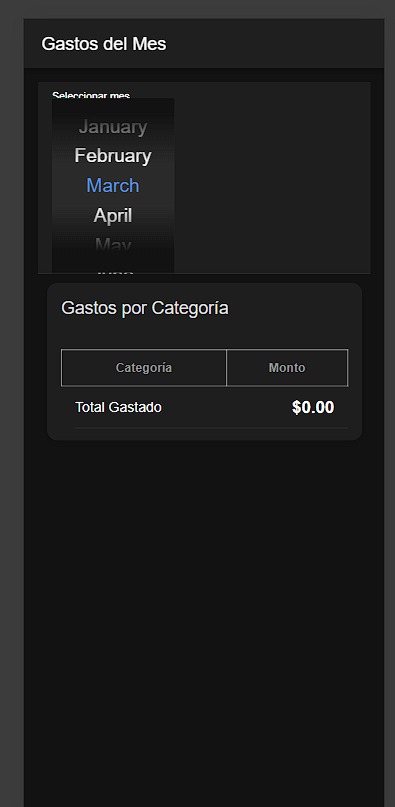 Gastos del Mes
Seleccionar mes
January
February
March
April
May
June
Gastos por Categoría
Categoría Monto
Total Gastado $0.00